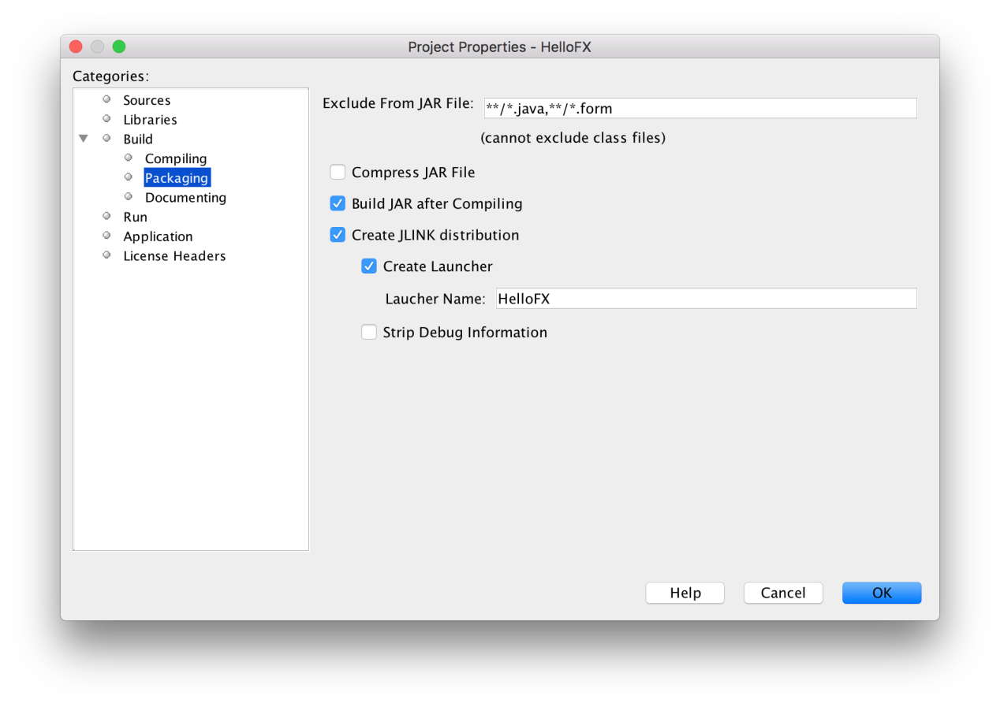 Project Properties - HelloFX
Categories:
Sources
Libraries
Build
Compiling
Packaging
Documenting
Run
Application
License Headers
Exclude From JAR File: **/*.java,**/*.form
(cannot exclude class files)
Compress JAR File
Build JAR after Compiling
Create JLINK distribution
Create Launcher
Laucher Name: HelloFX
Strip Debug Information
Help Cancel OK